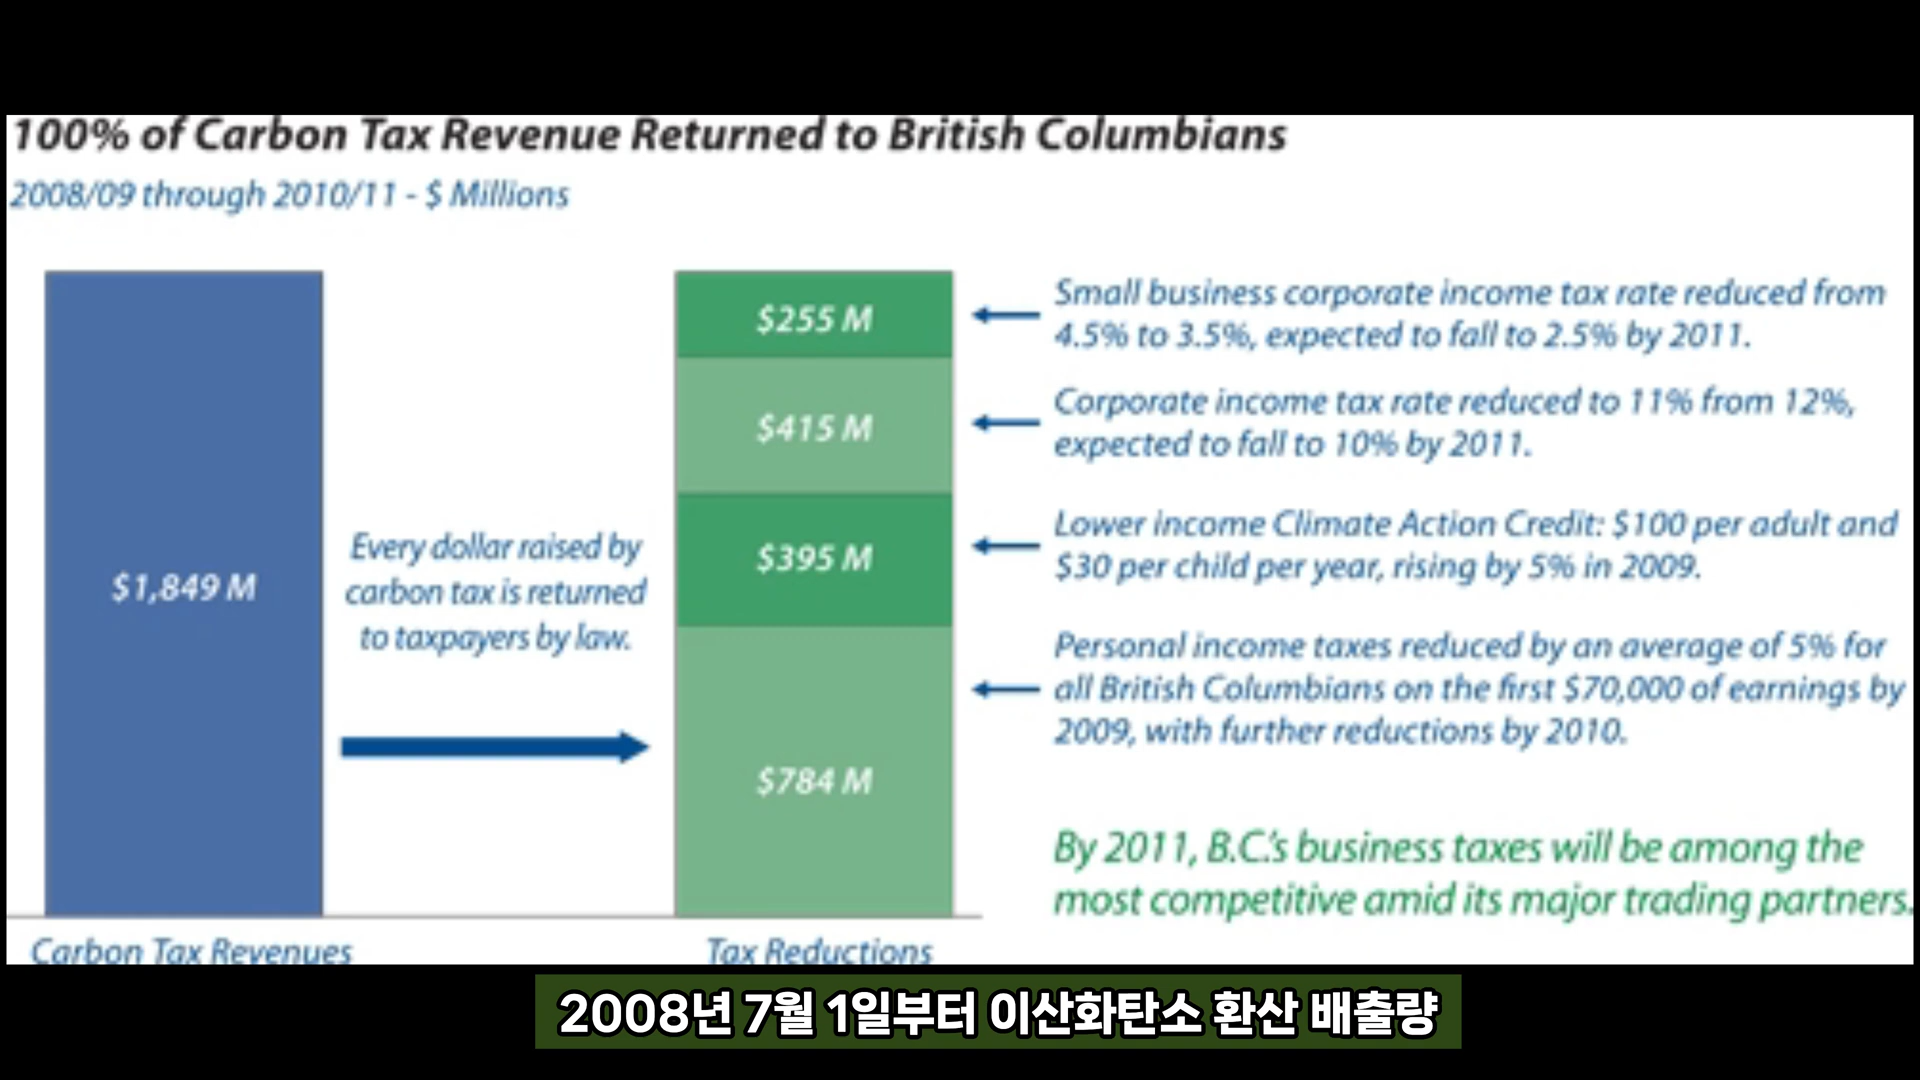 100% of Carbon Tax Revenue Returned to British Columbians
2008/09 through 2010/11 - $ Millions
$1,849 M
Every dollar raised by
carbon tax is returned
to taxpayers by law.
$255 M
$415 M
$395 M
$784 M
Small business corporate income tax rate reduced from
4.5% to 3.5%, expected to fall to 2.5% by 2011.
Corporate income tax rate reduced to 11% from 12%,
expected to fall to 10% by 2011.
Lower income Climate Action Credit: $100 per adult and
$30 per child per year, rising by 5% in 2009.
Personal income taxes reduced by an average of 5% for
all British Columbians on the first $70,000 of earnings by
2009, with further reductions by 2010.
By 2011, B.C.'s business taxes will be among the
most competitive amid its major trading partners.
Carbon Tax Revenues
Tax Reductions
2008년 7월 1일부터 이산화탄소 환산 배출량